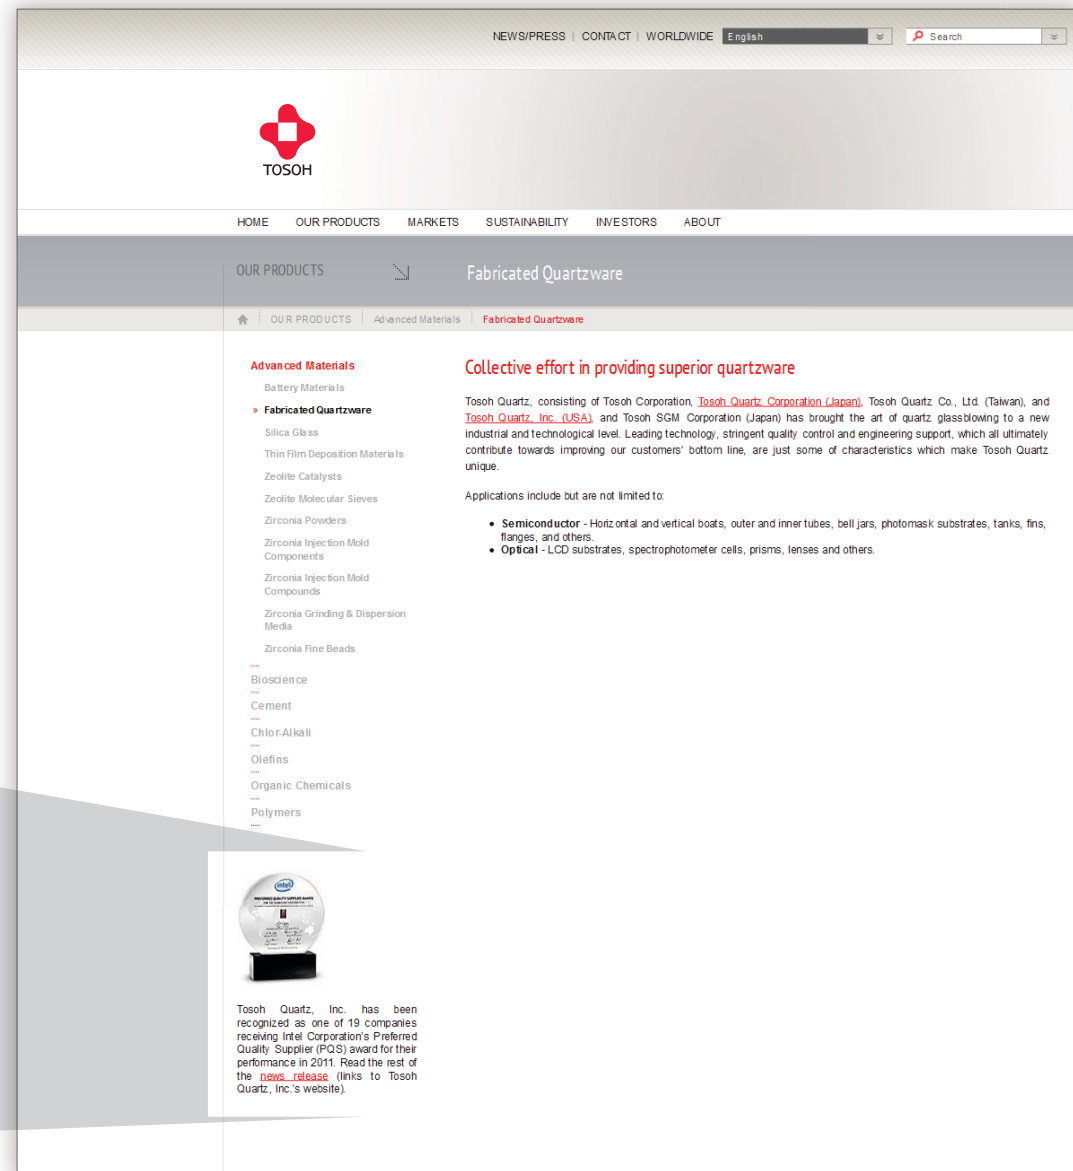 NEWS/PRESS | CONTACT | WORLDWIDE English Search
TOSOH
HOME OUR PRODUCTS MARKETS SUSTAINABILITY INVESTORS ABOUT
OUR PRODUCTS
Fabricated Quartzware
OUR PRODUCTS Advanced Materials Fabricated Quartzware
Advanced Materials
Battery Materials
» Fabricated Quartzware
Silica Glass
Thin Film Deposition Materials
Zeolite Catalysts
Zeolite Molecular Sieves
Zirconia Powders
Zirconia Injection Mold
Components
Zirconia Injection Mold
Compounds
Zirconia Grinding & Dispersion
Media
Zirconia Fine Beads
Bioscience
Cement
Chlor-Alkali
Olefins
Organic Chemicals
Polymers
Collective effort in providing superior quartzware
Tosoh Quartz, consisting of Tosoh Corporation, Tosoh Quartz Corporation (Japan), Tosoh Quartz Co., Ltd. (Taiwan), and
Tosoh Quartz, Inc. (USA), and Tosoh SGM Corporation (Japan) has brought the art of quartz glassblowing to a new
industrial and technological level. Leading technology, stringent quality control and engineering support, which all ultimately
contribute towards improving our customers' bottom line, are just some of characteristics which make Tosoh Quartz
unique.
Applications include but are not limited to:
• Semiconductor - Horizontal and vertical boats, outer and inner tubes, bell jars, photomask substrates, tanks, fins,
flanges, and others.
• Optical - LCD substrates, spectrophotometer cells, prisms, lenses and others.
intel
PREFERRED QUALITY SUPPLIER AWARD
Tosoh Quartz, Inc. has been
recognized as one of 19 companies
receiving Intel Corporation's Preferred
Quality Supplier (PQS) award for their
performance in 2011. Read the rest of
the news release (links to Tosoh
Quartz, Inc.'s website).